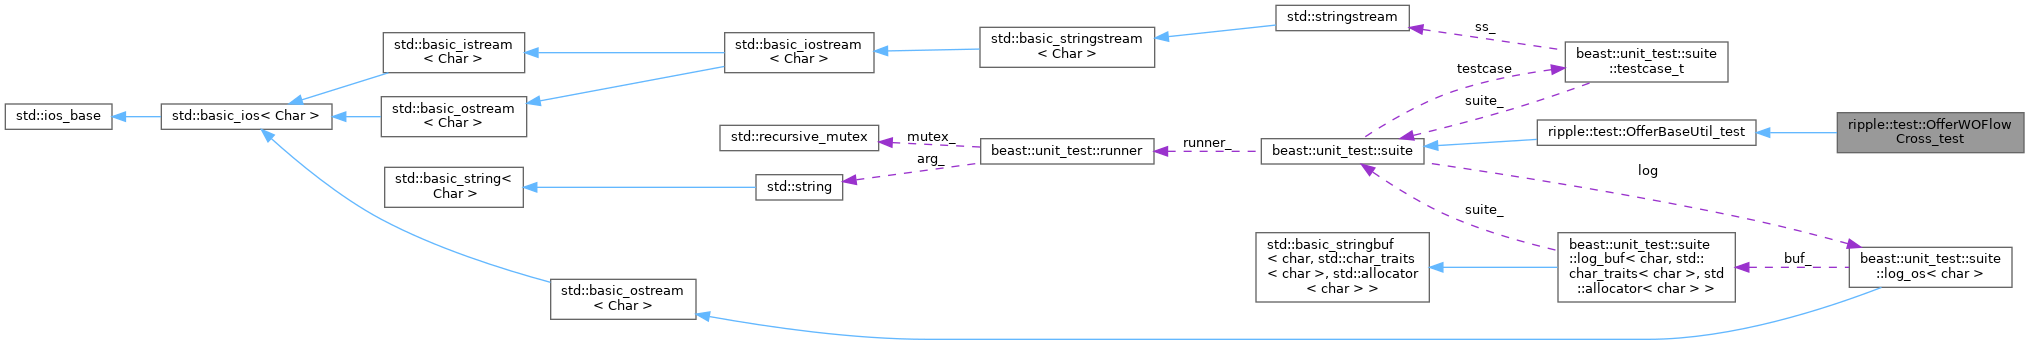 std::stringstream
ss_
std::basic_istream
< Char >
std::basic_iostream
< Char >
std::basic_stringstream
< Char >
beast::unit_test::suite
::testcase_t
testcase
suite_
std::ios_base
std::basic_ios< Char >
std::basic_ostream
< Char >
std::recursive_mutex
mutex_
arg_
beast::unit_test::runner
runner_
beast::unit_test::suite
ripple::test::OfferBaseUtil_test
ripple::test::OfferWOFlow
Cross_test
std::basic_string<
Char >
std::string
log
suite_
std::basic_stringbuf
< char, std::char_traits
< char >, std::allocator
< char > >
beast::unit_test::suite
::log_buf< char, std::
char_traits< char >, std
::allocator< char > >
buf_
beast::unit_test::suite
::log_os< char >
std::basic_ostream
< Char >